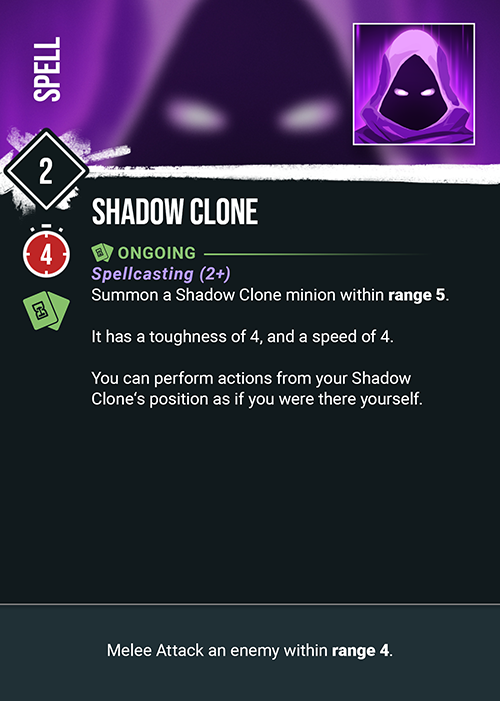 SPELL
2
SHADOW CLONE
4
ONGOING
Spellcasting (2+)
Summon a Shadow Clone minion within range 5.
It has a toughness of 4, and a speed of 4.
You can perform actions from your Shadow
Clone's position as if you were there yourself.
Melee Attack an enemy within range 4.